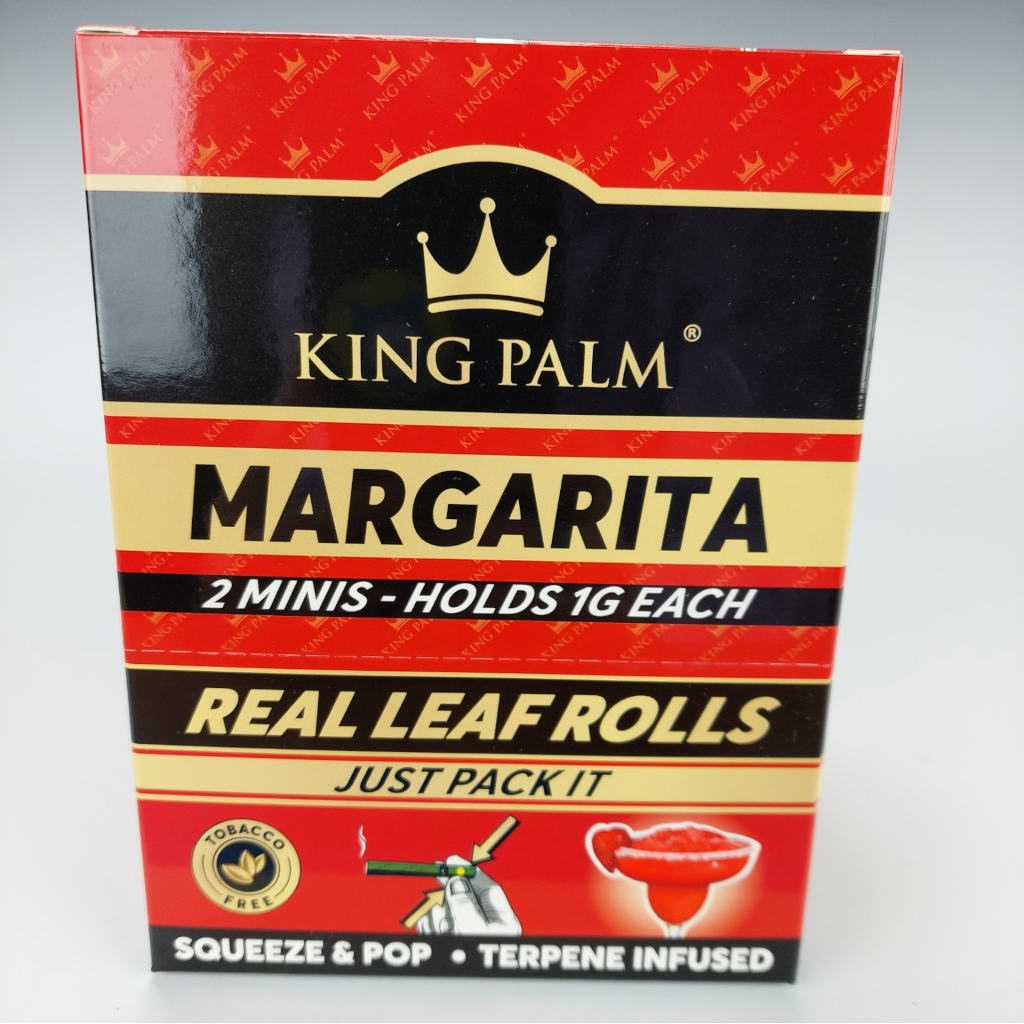 KING PALM®
MARGARITA
2 MINIS - HOLDS 1G EACH
REAL LEAF ROLLS
JUST PACK IT
TOBACCO
FREE
SQUEEZE & POP • TERPENE INFUSED